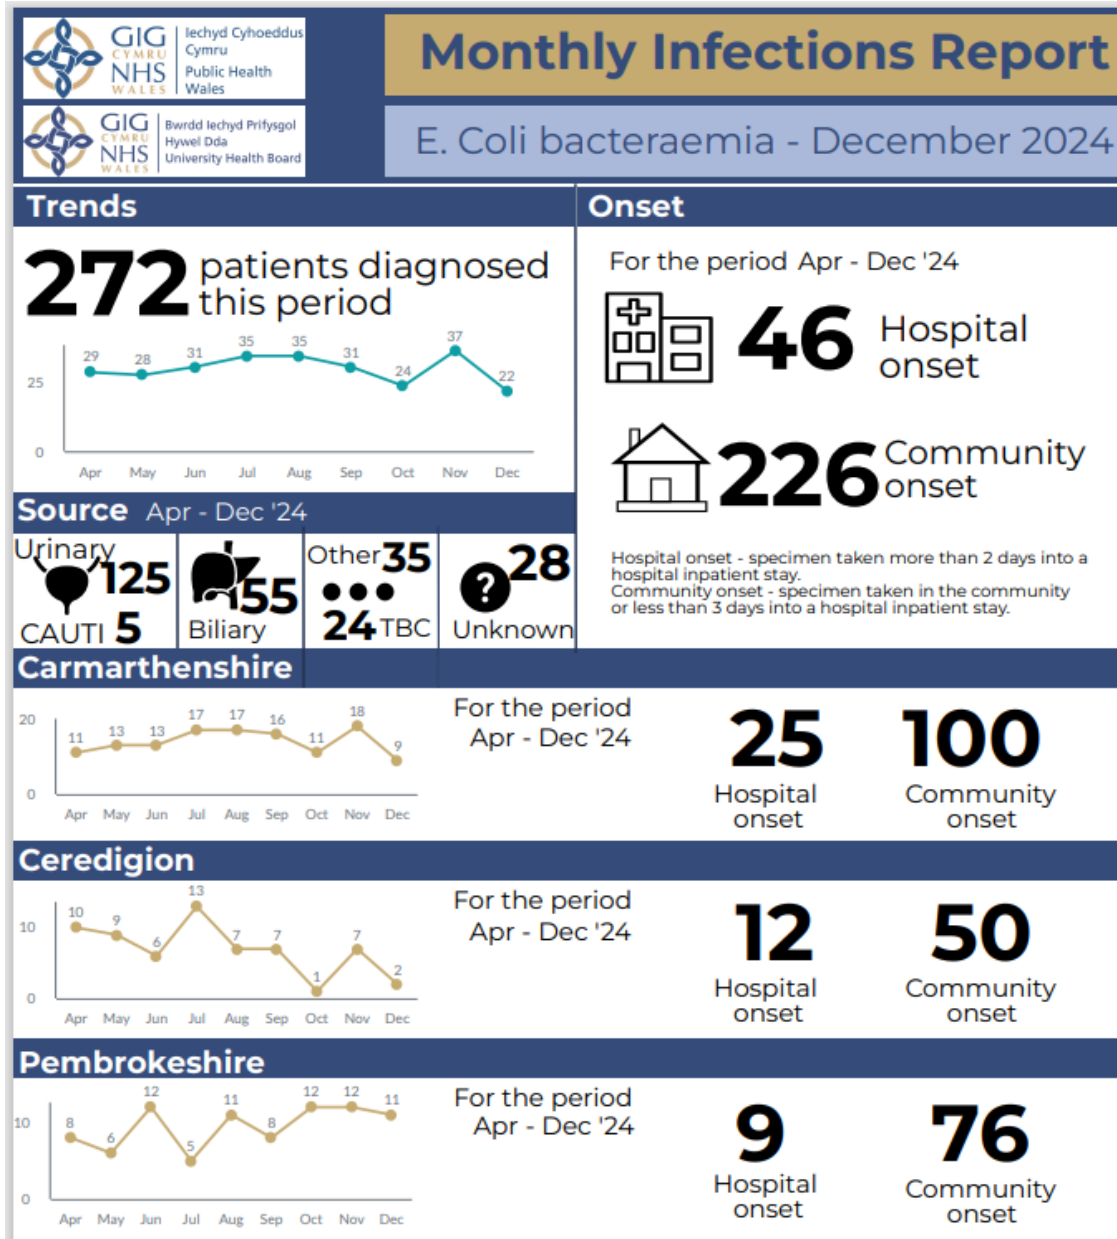 GIG
CYMRU
NHS
WALES
Iechyd Cyhoeddus
Cymru
Public Health
Wales
GIG
CYMRU
NHS
WALES
Bwrdd Iechyd Prifysgol
Hywel Dda
University Health Board
Monthly Infections Report
E. Coli bacteraemia - December 2024
Trends
272 patients diagnosed
this period
29 28 31 35 35 31 24 37 22
25
0
Apr May Jun Jul Aug Sep Oct Nov Dec
Onset
For the period Apr - Dec '24
46 Hospital
onset
226 Community
onset
Hospital onset - specimen taken more than 2 days into a
hospital inpatient stay.
Community onset - specimen taken in the community
or less than 3 days into a hospital inpatient stay.
Source Apr - Dec '24
Urinary
125
CAUTI 5
55
Biliary
Other 35
24 TBC
?
28
Unknown
Carmarthenshire
20
0
11 13 13 17 17 16 11 18 9
Apr May Jun Jul Aug Sep Oct Nov Dec
For the period
Apr - Dec '24
25
Hospital
onset
100
Community
onset
Ceredigion
10
0
10 9 6 13 7 7 1 7 2
Apr May Jun Jul Aug Sep Oct Nov Dec
For the period
Apr - Dec '24
12
Hospital
onset
50
Community
onset
Pembrokeshire
10
0
8 6 12 5 11 8 12 12 11
Apr May Jun Jul Aug Sep Oct Nov Dec
For the period
Apr - Dec '24
9
Hospital
onset
76
Community
onset